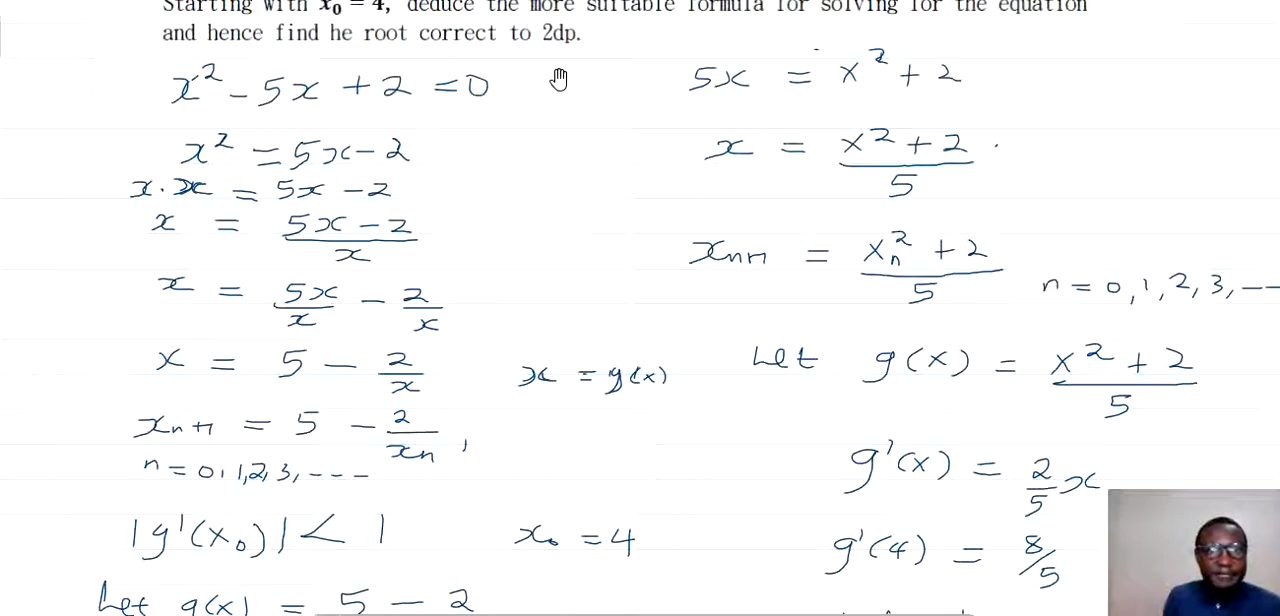 Starting with x₀ = 4, deduce the more suitable formula for solving for the equation
and hence find he root correct to 2dp.
x² - 5x + 2 = 0
x² = 5x - 2
x·x = 5x - 2
x = (5x - 2)/x
x = 5x/x - 2/x
x = 5 - 2/x
x = g(x)
xₙ₊₁ = 5 - 2/xₙ,
n = 0, 1, 2, 3, ---
|g'(x₀)| < 1
x₀ = 4
Let g(x) = 5 - 2
5x = x² + 2
x = (x² + 2)/5.
xₙ₊₁ = (xₙ² + 2)/5
n = 0, 1, 2, 3, --
Let g(x) = (x² + 2)/5
g'(x) = 2/5 x
g'(4) = 8/5